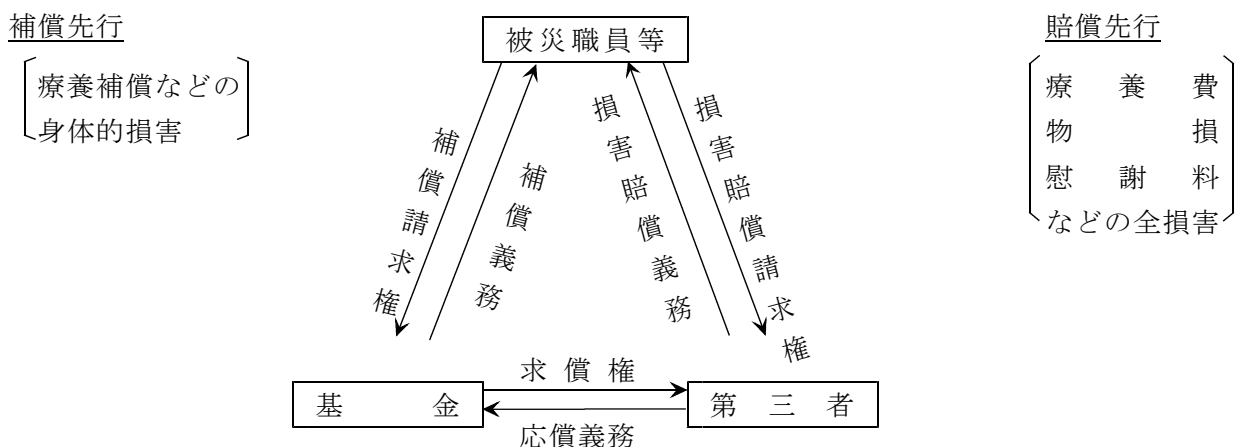 補償先行
療養補償などの
身体的損害
被災職員等
賠償先行
療養費
物損
慰謝料
などの全損害
補償請求権
補償義務
損害賠償義務
損害賠償請求権
求償権
基金
第三者
応償義務